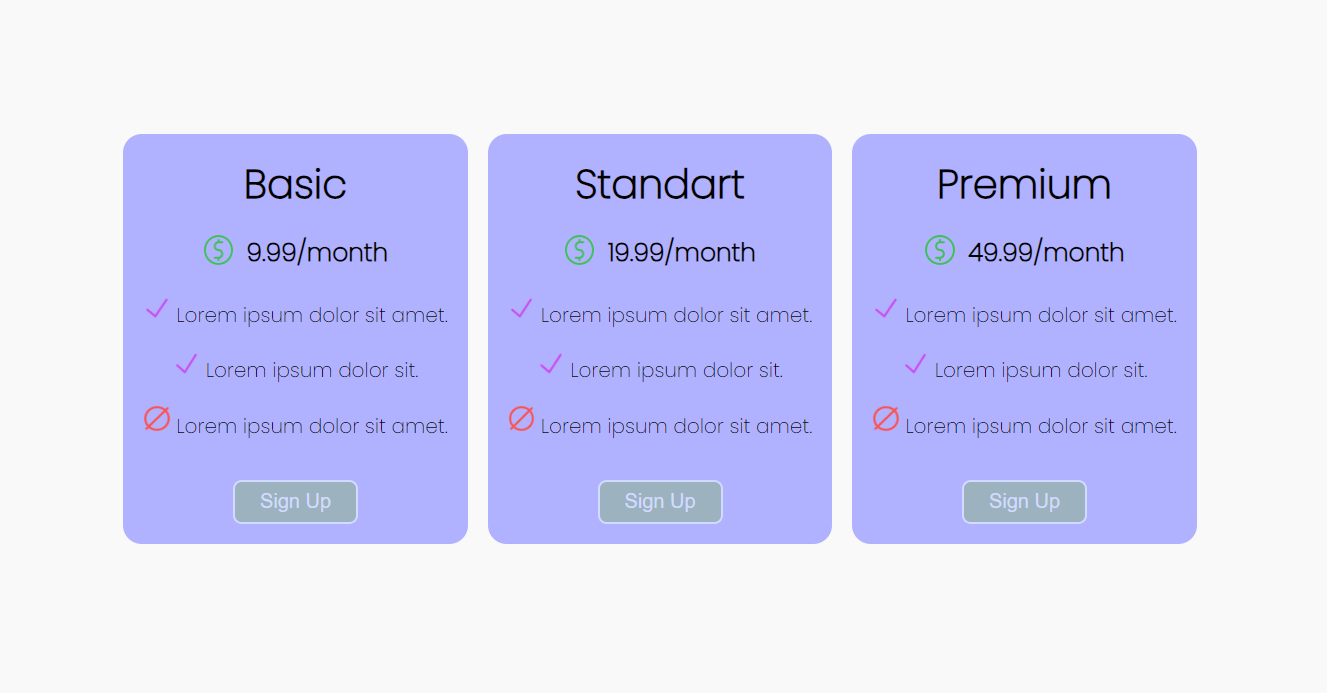 Basic
$ 9.99/month
Lorem ipsum dolor sit amet.
Lorem ipsum dolor sit.
Lorem ipsum dolor sit amet.
Sign Up
Standart
$ 19.99/month
Lorem ipsum dolor sit amet.
Lorem ipsum dolor sit.
Lorem ipsum dolor sit amet.
Sign Up
Premium
$ 49.99/month
Lorem ipsum dolor sit amet.
Lorem ipsum dolor sit.
Lorem ipsum dolor sit amet.
Sign Up